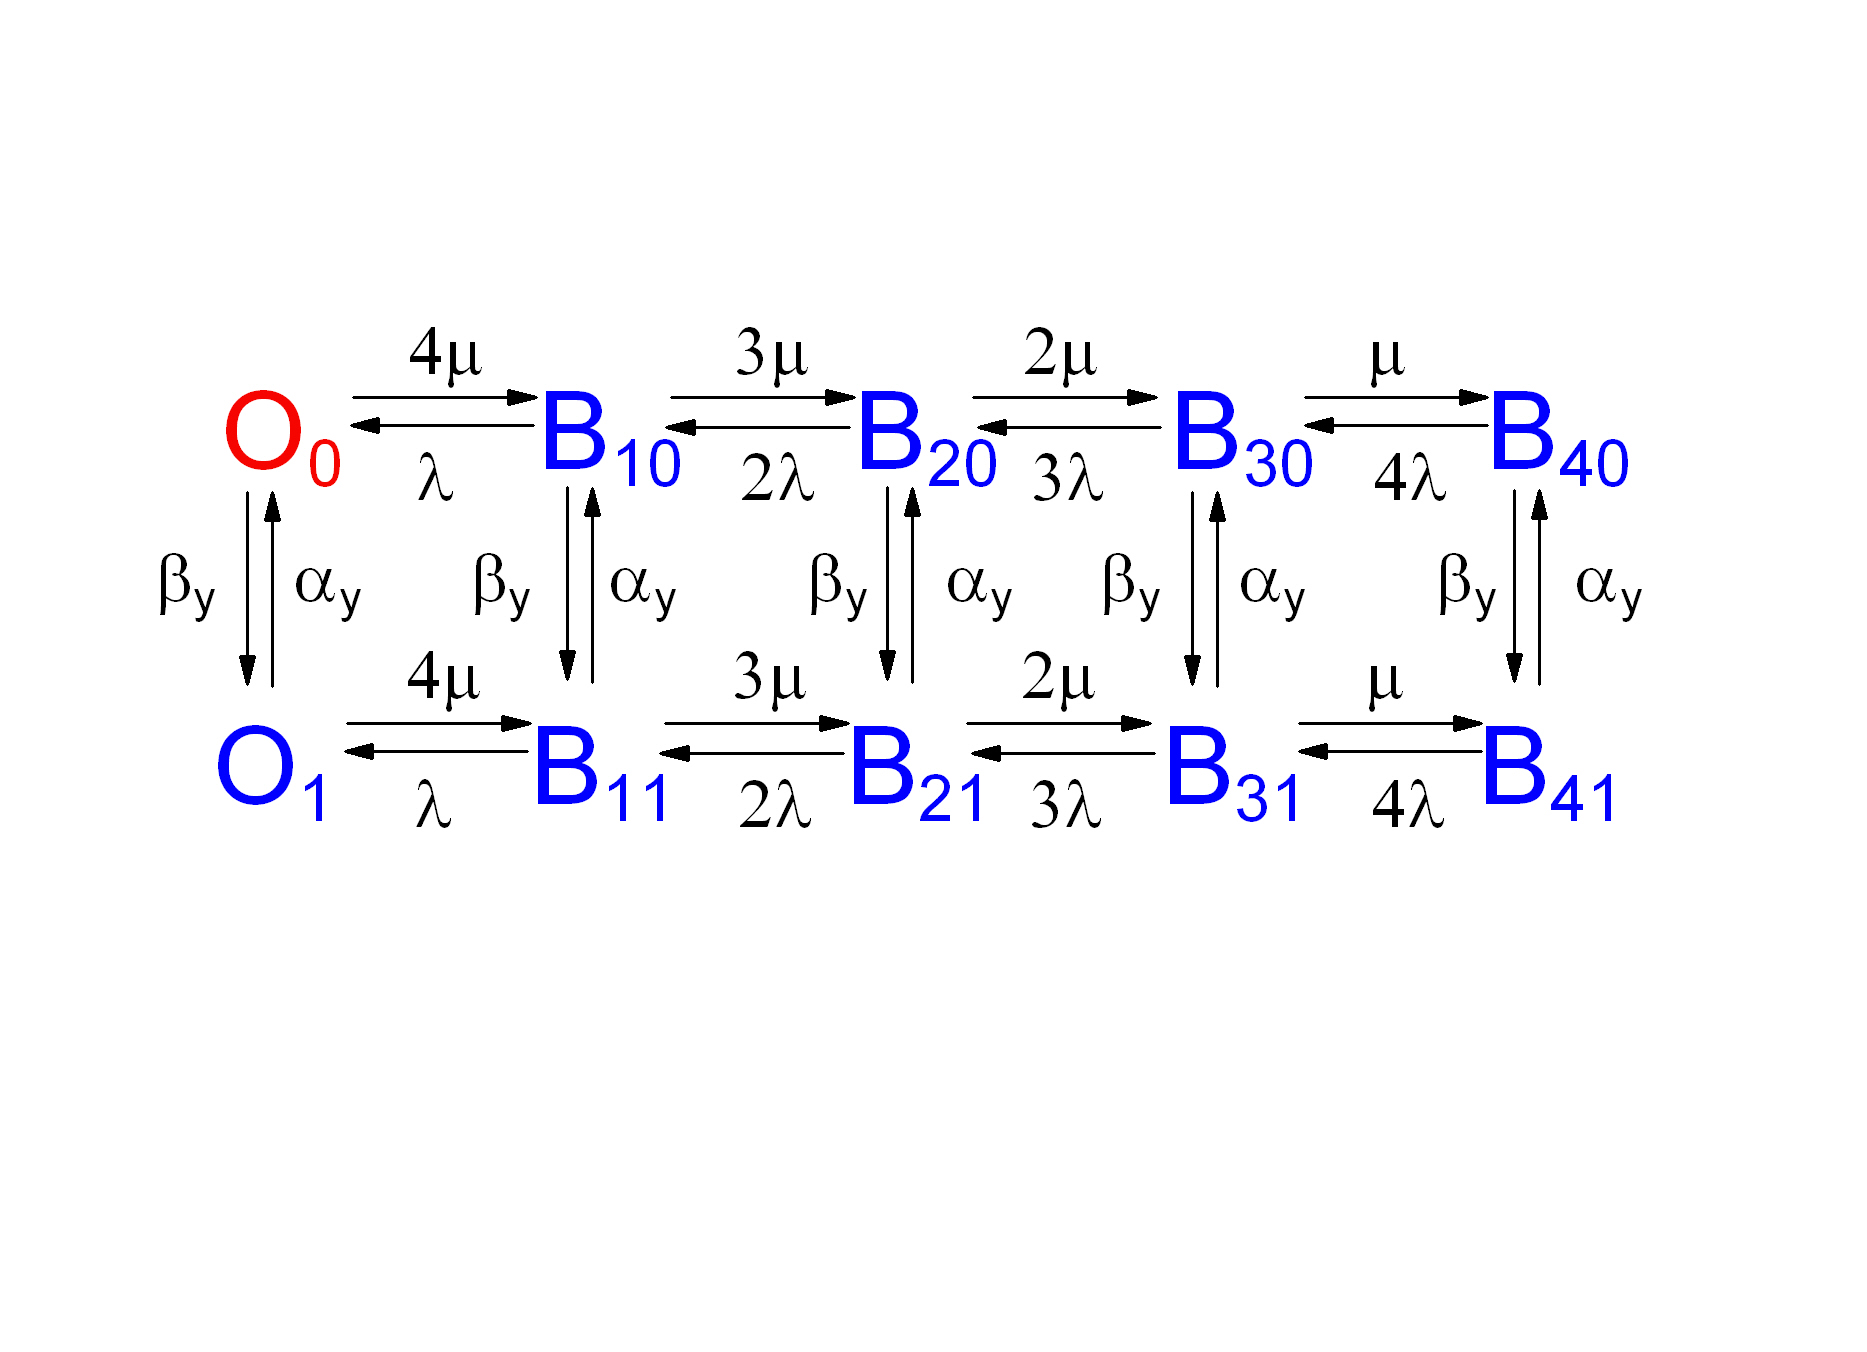 4μ 3μ 2μ μ
O₀ B₁₀ B₂₀ B₃₀ B₄₀
λ 2λ 3λ 4λ
βy αy βy αy βy αy βy αy βy αy
4μ 3μ 2μ μ
O₁ B₁₁ B₂₁ B₃₁ B₄₁
λ 2λ 3λ 4λ